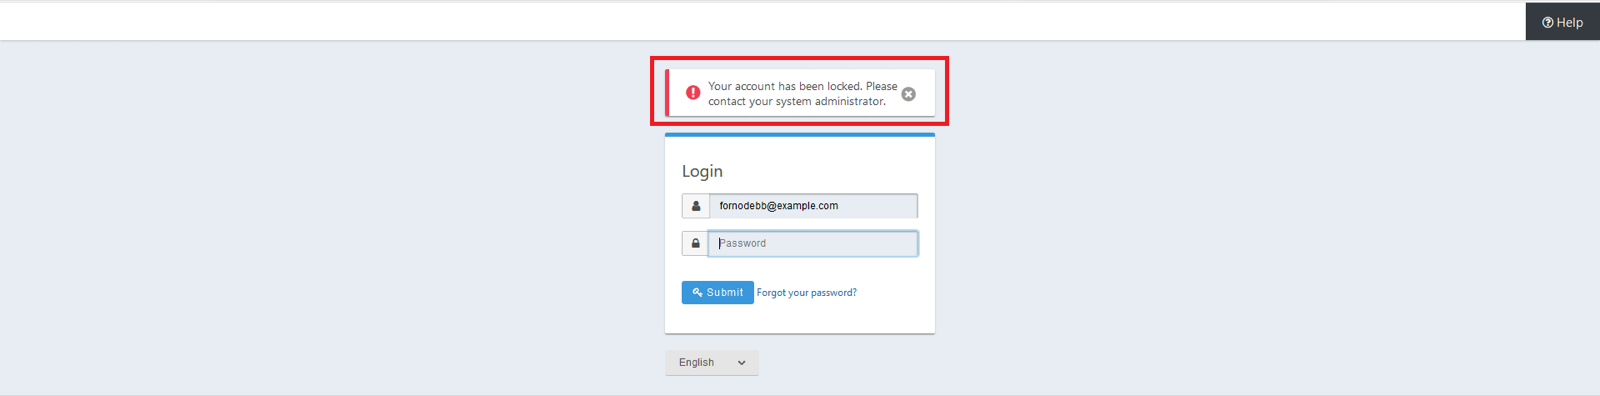 Help
Your account has been locked. Please
contact your system administrator.
Login
fornodebb@example.com
Password
Submit Forgot your password?
English